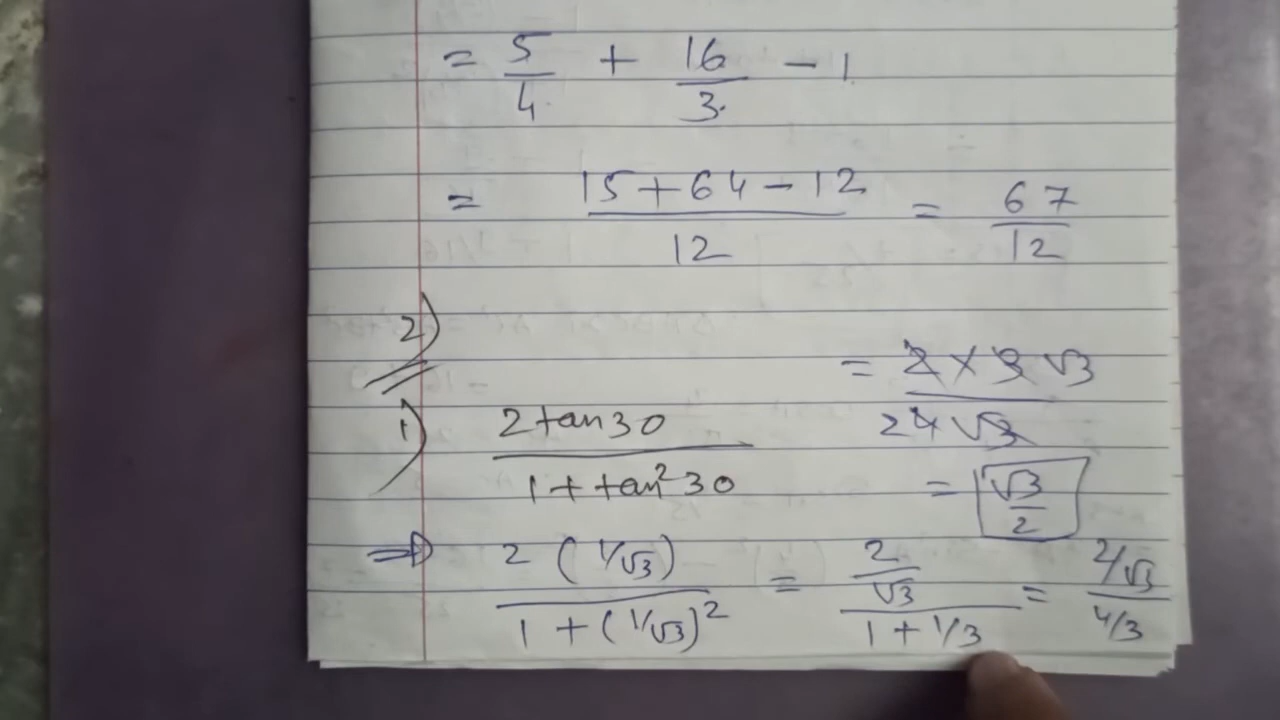 = 5/4 + 16/3 - 1
= (15 + 64 - 12)/12 = 67/12
2)
1) (2 tan 30)/(1 + tan² 30)
⇒ (2 (1/√3))/(1 + (1/√3)²) = (2/√3)/(1 + 1/3) = (2/√3)/(4/3)
= (2 × 3 √3)/(2 4 √3)
= √3/2